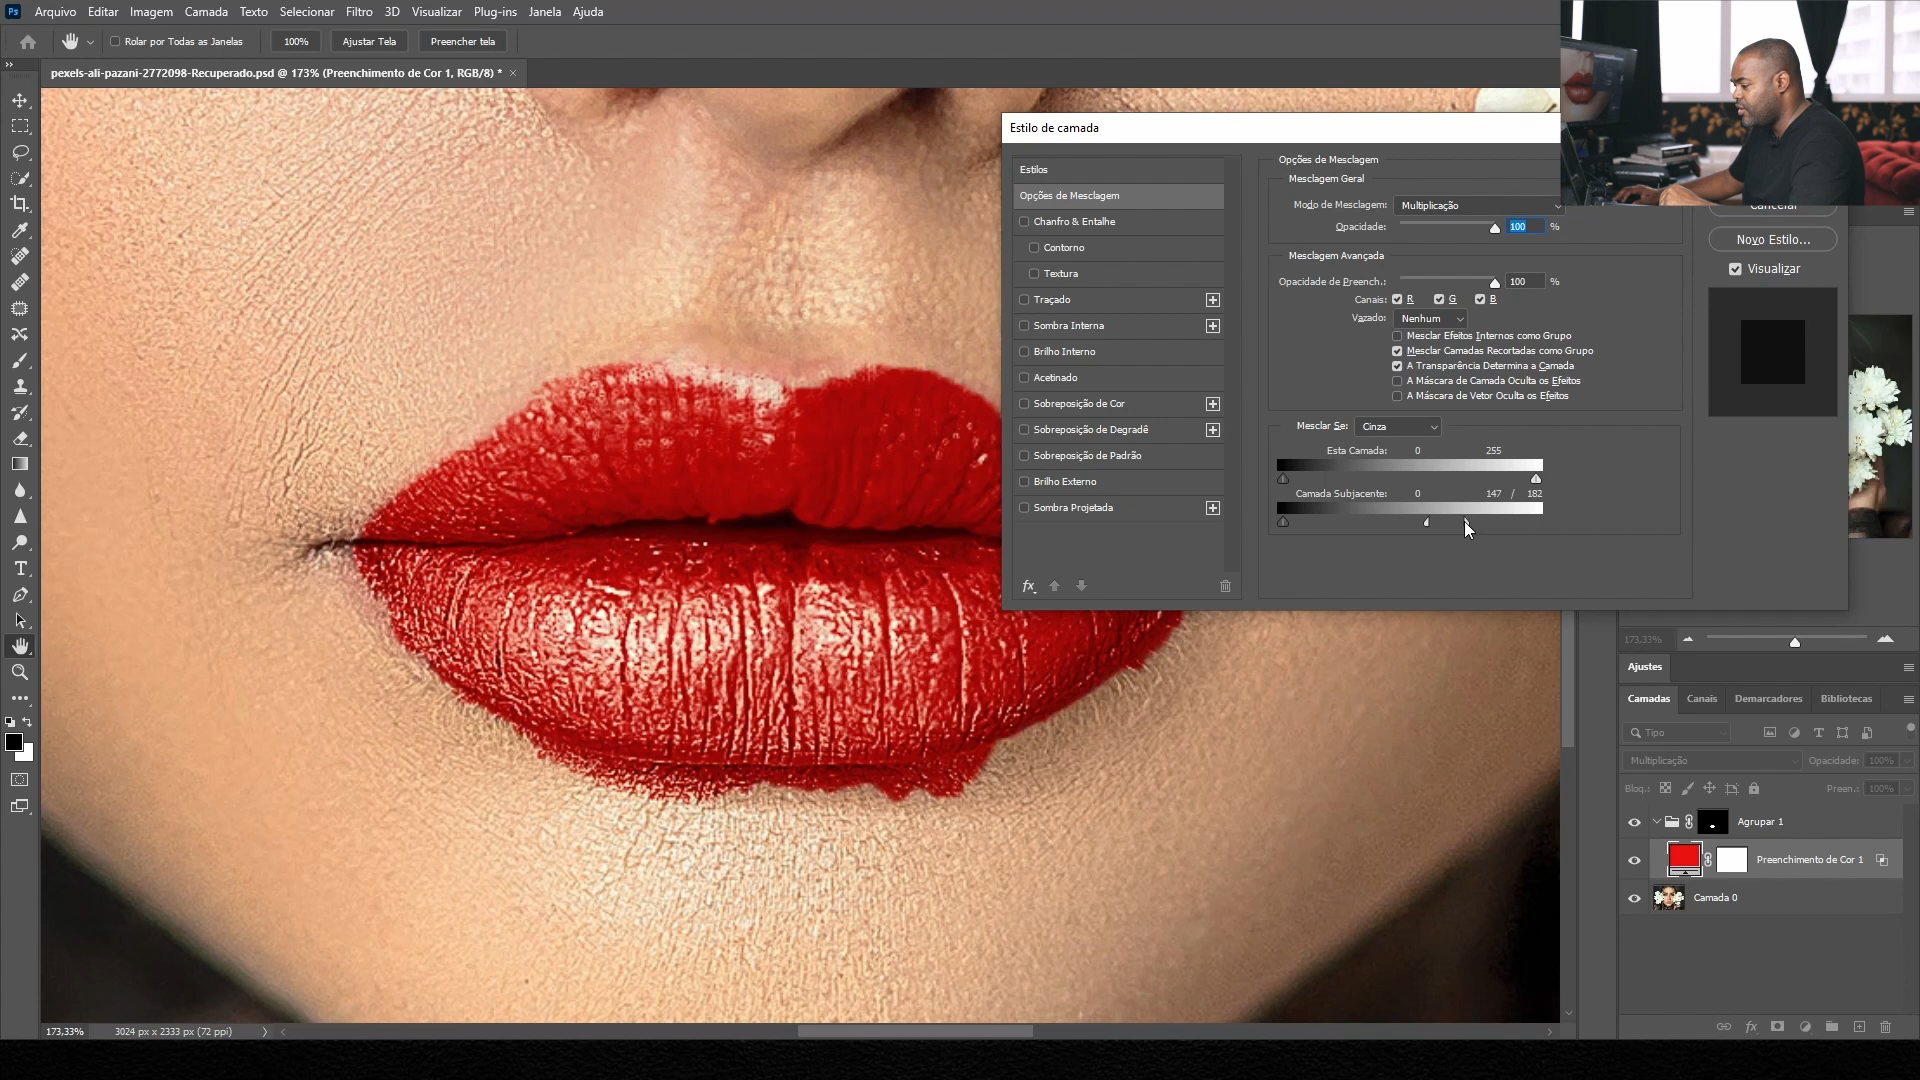 Ps Arquivo Editar Imagem Camada Texto Selecionar Filtro 3D Visualizar Plug-ins Janela Ajuda
Rolar por Todas as Janelas 100% Ajustar Tela Preencher tela
pexels-ali-pazani-2772098-Recuperado.psd @ 173% (Preenchimento de Cor 1, RGB/8) *
Estilo de camada
Estilos
Opções de Mesclagem
Chanfro & Entalhe
Contorno
Textura
Traçado
Sombra Interna
Brilho Interno
Acetinado
Sobreposição de Cor
Sobreposição de Degradê
Sobreposição de Padrão
Brilho Externo
Sombra Projetada
fx
Opções de Mesclagem
Mesclagem Geral
Modo de Mesclagem: Multiplicação
Opacidade: 100 %
Mesclagem Avançada
Opacidade de Preench.: 100 %
Canais: R G B
Vazado: Nenhum
Mesclar Efeitos Internos como Grupo
Mesclar Camadas Recortadas como Grupo
A Transparência Determina a Camada
A Máscara de Camada Oculta os Efeitos
A Máscara de Vetor Oculta os Efeitos
Mesclar Se: Cinza
Esta Camada: 0 255
Camada Subjacente: 0 147 / 182
Cancelar
Novo Estilo...
Visualizar
173,33%
Ajustes
Camadas Canais Demarcadores Bibliotecas
Tipo
Multiplicação Opacidade: 100%
Bloq.: Preen.: 100%
Agrupar 1
Preenchimento de Cor 1
Camada 0
fx
173,33% 3024 px x 2333 px (72 ppi)